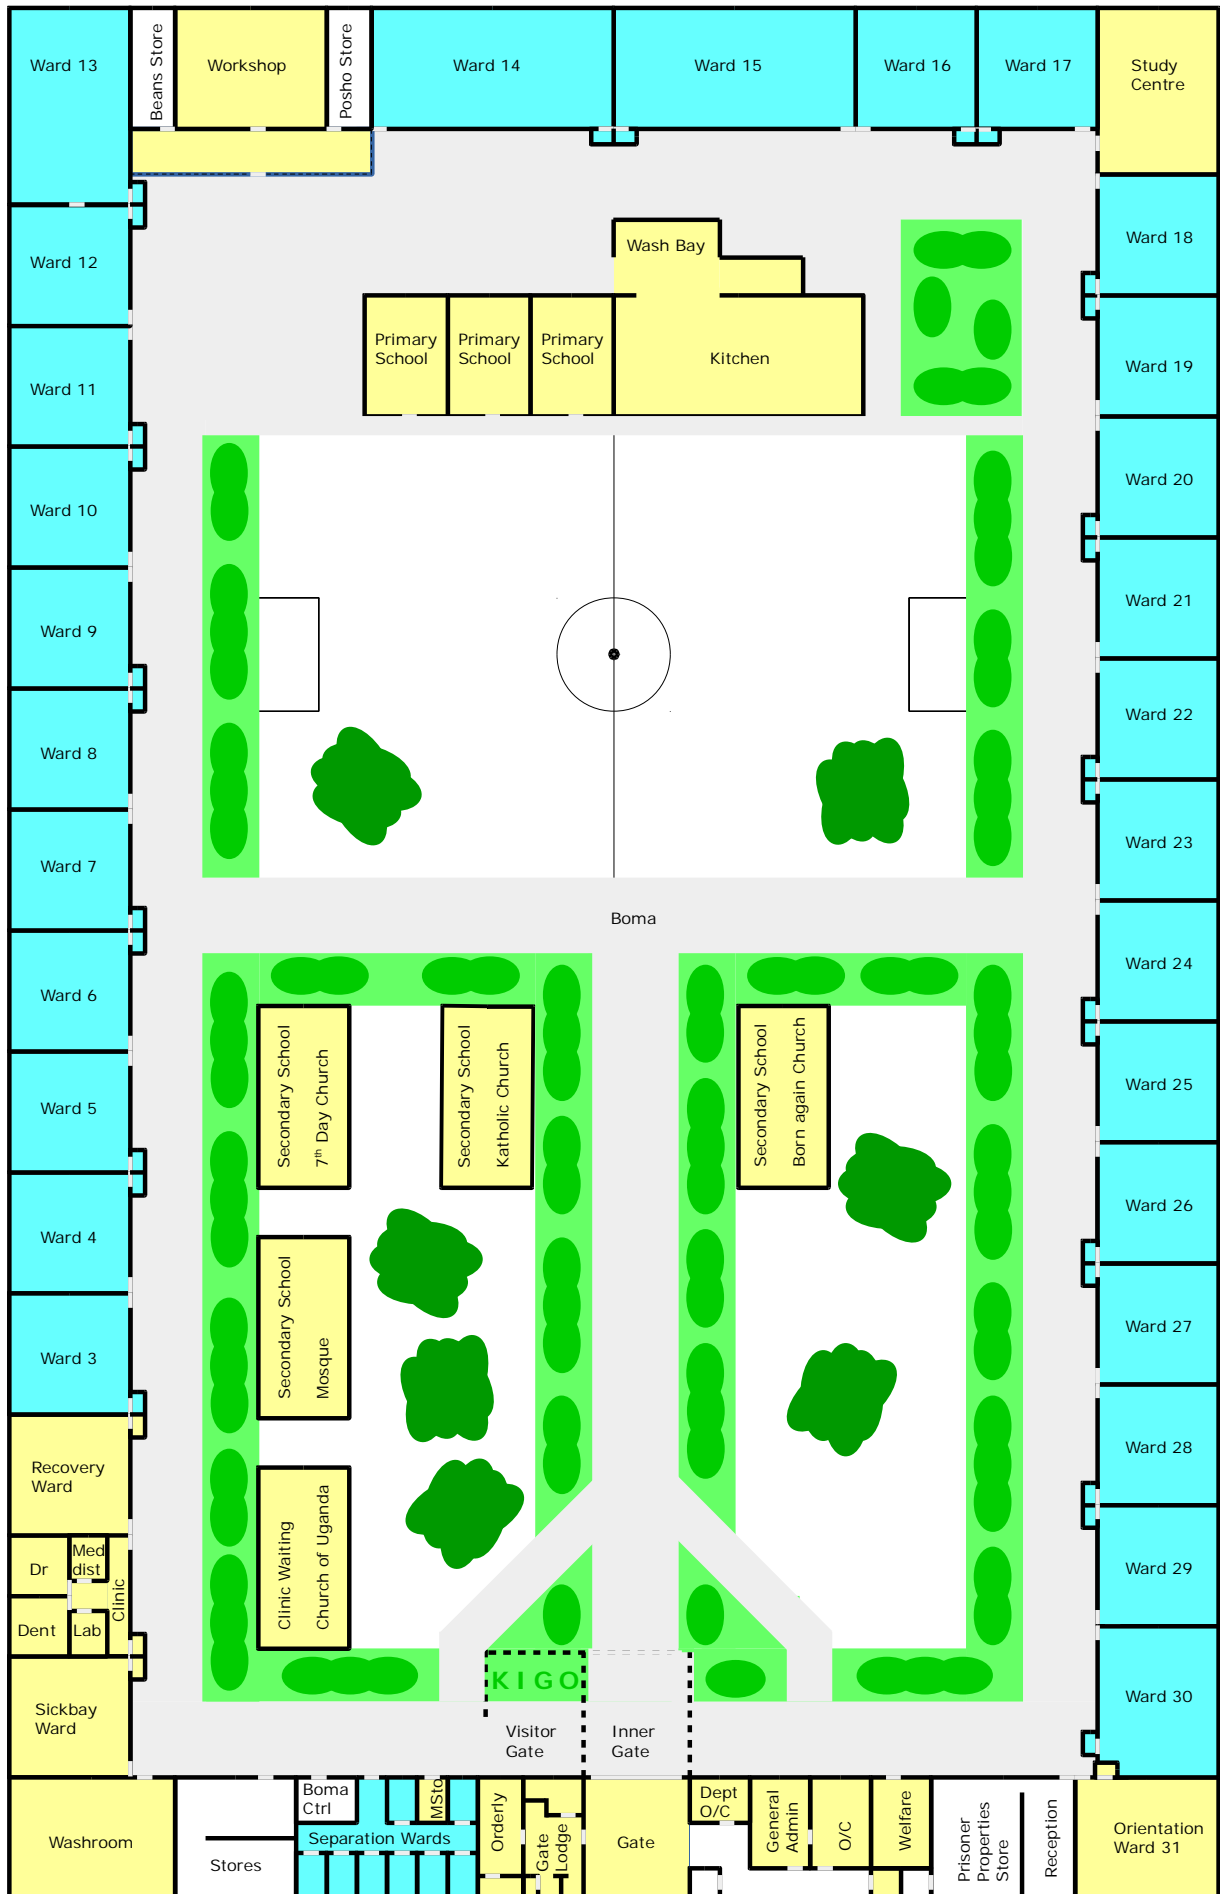 Ward 13
Beans Store
Workshop
Posho Store
Ward 14
Ward 15
Ward 16
Ward 17
Study
Centre
Ward 12
Wash Bay
Ward 18
Ward 11
Primary
School
Primary
School
Primary
School
Kitchen
Ward 19
Ward 10
Ward 20
Ward 9
Ward 21
Ward 8
Ward 22
Ward 7
Ward 23
Boma
Ward 6
Ward 24
Ward 5
Secondary School
7th Day Church
Secondary School
Katholic Church
Secondary School
Born again Church
Ward 25
Ward 4
Ward 26
Ward 3
Secondary School
Mosque
Ward 27
Recovery
Ward
Ward 28
Dr
Med
dist
Clinic
Dent
Lab
Clinic Waiting
Church of Uganda
Ward 29
Sickbay
Ward
KIGO
Ward 30
Visitor
Gate
Inner
Gate
Washroom
Stores
Boma
Ctrl
MSto
Separation Wards
Orderly
Gate
Lodge
Gate
Dept
O/C
General
Admin
O/C
Welfare
Prisoner
Properties
Store
Reception
Orientation
Ward 31